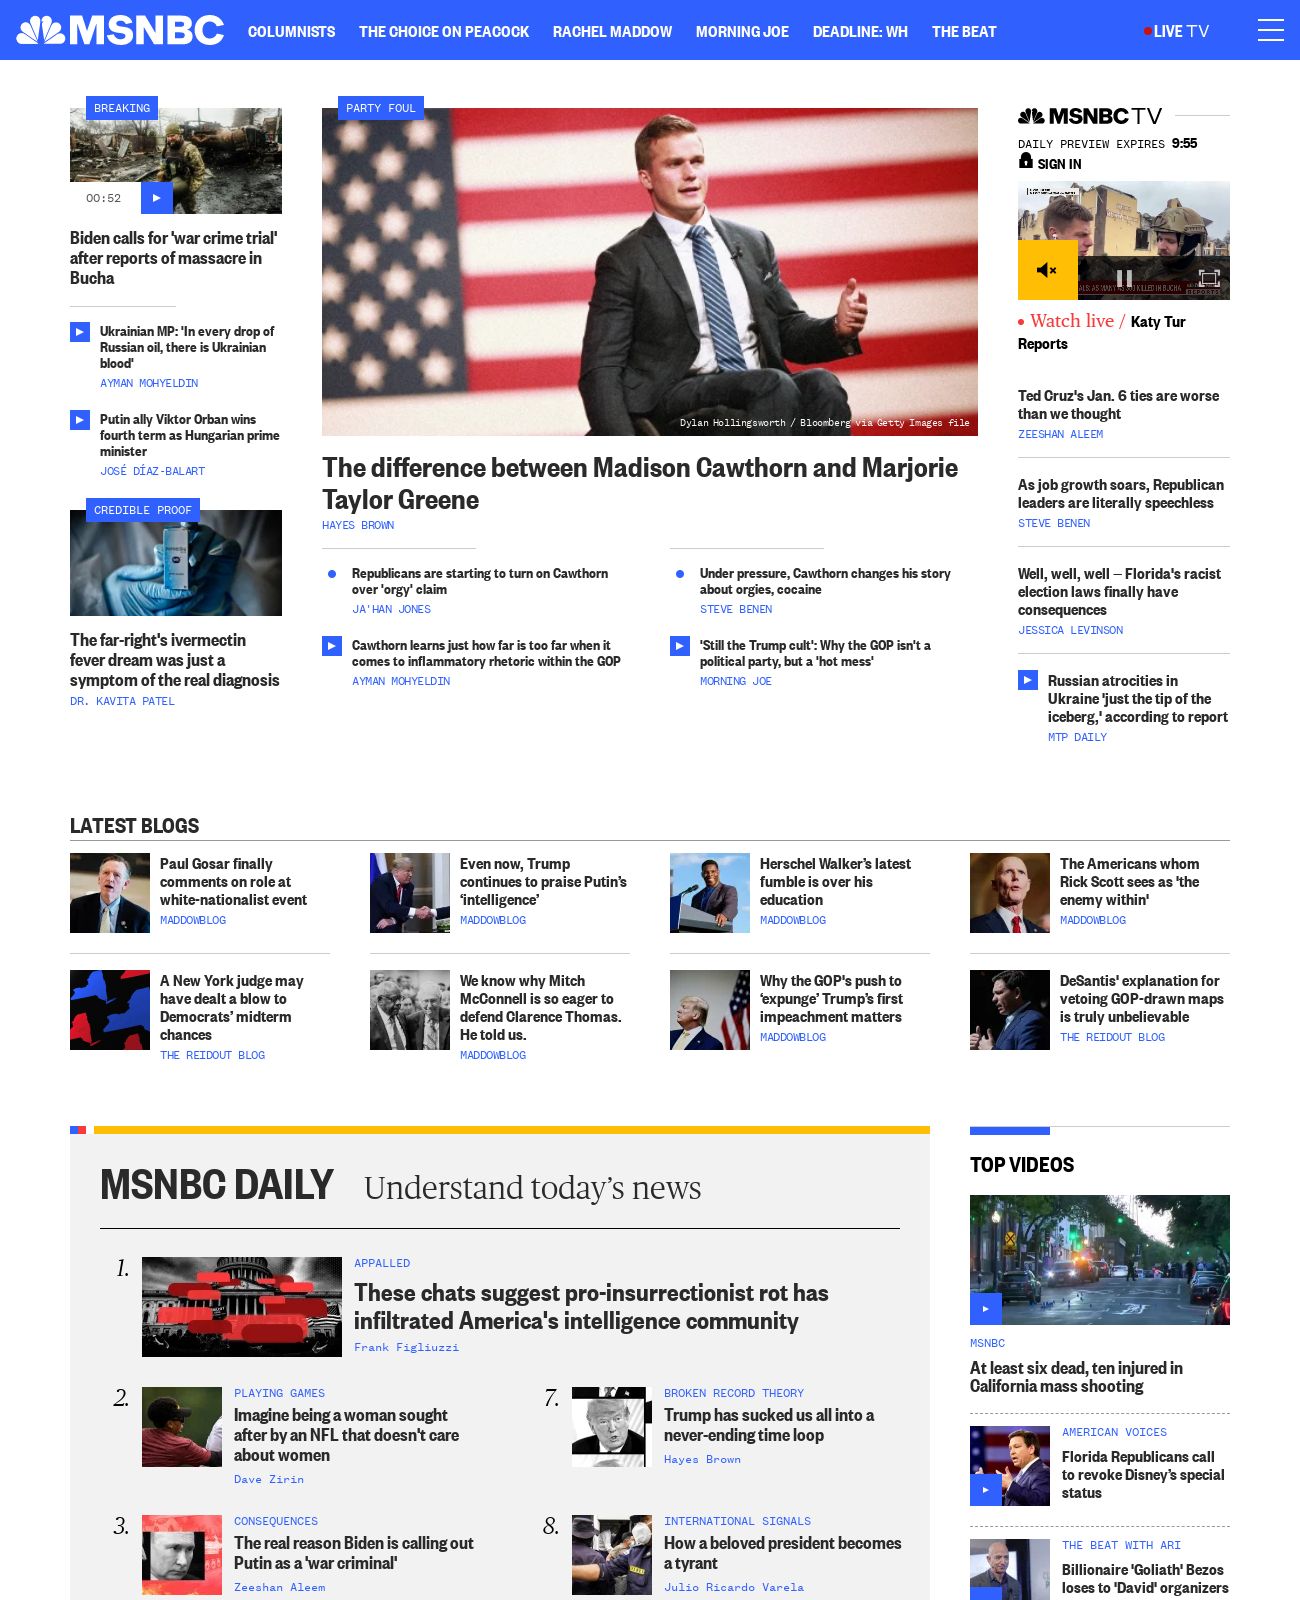 MSNBC
COLUMNISTS
THE CHOICE ON PEACOCK
RACHEL MADDOW
MORNING JOE
DEADLINE: WH
THE BEAT
LIVE TV
BREAKING
00:52
Biden calls for 'war crime trial'
after reports of massacre in
Bucha
Ukrainian MP: 'In every drop of
Russian oil, there is Ukrainian
blood'
AYMAN MOHYELDIN
Putin ally Viktor Orban wins
fourth term as Hungarian prime
minister
JOSÉ DÍAZ-BALART
CREDIBLE PROOF
The far-right's ivermectin
fever dream was just a
symptom of the real diagnosis
DR. KAVITA PATEL
PARTY FOUL
Dylan Hollingsworth / Bloomberg via Getty Images file
The difference between Madison Cawthorn and Marjorie
Taylor Greene
HAYES BROWN
Republicans are starting to turn on Cawthorn
over 'orgy' claim
JA'HAN JONES
Cawthorn learns just how far is too far when it
comes to inflammatory rhetoric within the GOP
AYMAN MOHYELDIN
Under pressure, Cawthorn changes his story
about orgies, cocaine
STEVE BENEN
'Still the Trump cult': Why the GOP isn't a
political party, but a 'hot mess'
MORNING JOE
MSNBC TV
DAILY PREVIEW EXPIRES 9:55
SIGN IN
Watch live / Katy Tur
Reports
Ted Cruz's Jan. 6 ties are worse
than we thought
ZEESHAN ALEEM
As job growth soars, Republican
leaders are literally speechless
STEVE BENEN
Well, well, well — Florida's racist
election laws finally have
consequences
JESSICA LEVINSON
Russian atrocities in
Ukraine 'just the tip of the
iceberg,' according to report
MTP DAILY
LATEST BLOGS
Paul Gosar finally
comments on role at
white-nationalist event
MADDOWBLOG
Even now, Trump
continues to praise Putin's
‘intelligence’
MADDOWBLOG
Herschel Walker’s latest
fumble is over his
education
MADDOWBLOG
The Americans whom
Rick Scott sees as 'the
enemy within'
MADDOWBLOG
A New York judge may
have dealt a blow to
Democrats’ midterm
chances
THE REIDOUT BLOG
We know why Mitch
McConnell is so eager to
defend Clarence Thomas.
He told us.
MADDOWBLOG
Why the GOP's push to
‘expunge’ Trump’s first
impeachment matters
MADDOWBLOG
DeSantis' explanation for
vetoing GOP-drawn maps
is truly unbelievable
THE REIDOUT BLOG
MSNBC DAILY
Understand today’s news
1.
APPALLED
These chats suggest pro-insurrectionist rot has
infiltrated America's intelligence community
Frank Figliuzzi
2.
PLAYING GAMES
Imagine being a woman sought
after by an NFL that doesn't care
about women
Dave Zirin
3.
CONSEQUENCES
The real reason Biden is calling out
Putin as a 'war criminal'
Zeeshan Aleem
7.
BROKEN RECORD THEORY
Trump has sucked us all into a
never-ending time loop
Hayes Brown
8.
INTERNATIONAL SIGNALS
How a beloved president becomes
a tyrant
Julio Ricardo Varela
TOP VIDEOS
MSNBC
At least six dead, ten injured in
California mass shooting
AMERICAN VOICES
Florida Republicans call
to revoke Disney’s special
status
THE BEAT WITH ARI
Billionaire 'Goliath' Bezos
loses to 'David' organizers